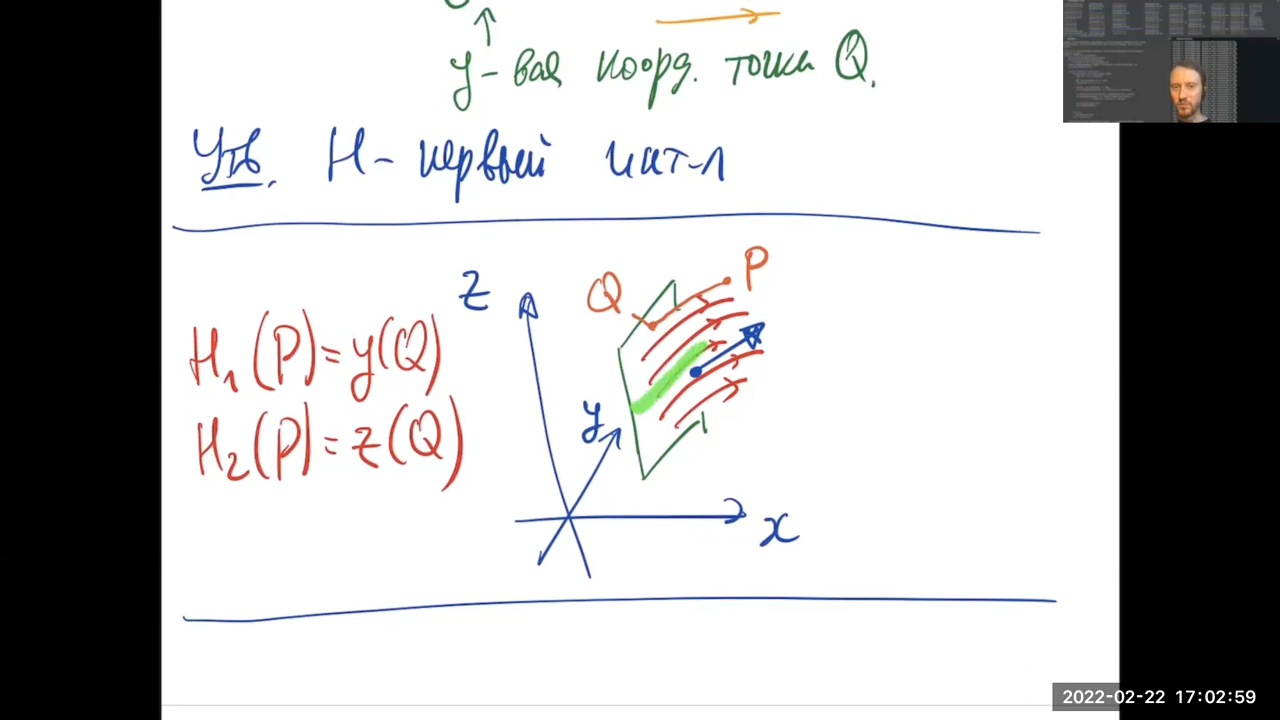 y-вая коорд. точки Q.
Утв. H - первый инт-л
z
Q P
H₁(P)=y(Q)
y
H₂(P)=z(Q)
x
2022-02-22 17:02:59